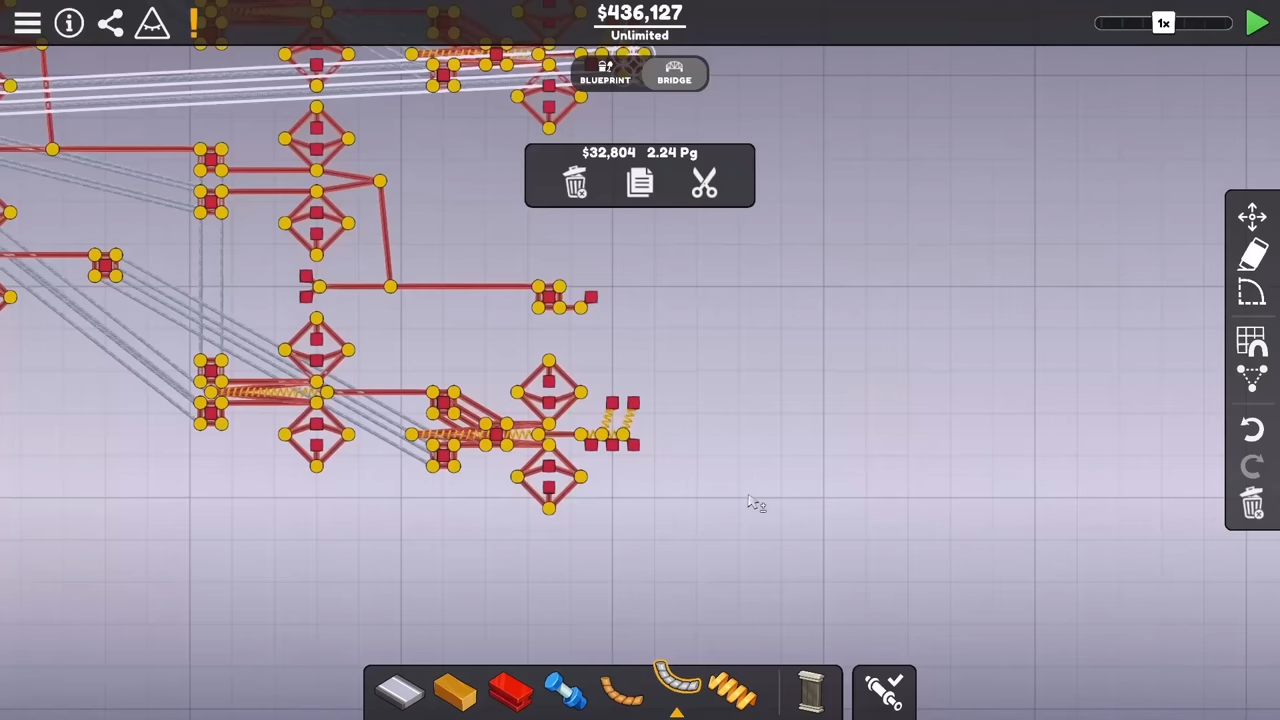 $436,127
Unlimited
1x
BLUEPRINT
BRIDGE
$32,804 2.24 Pg